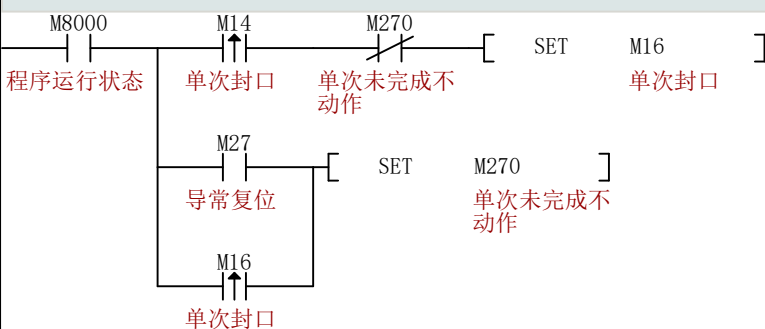 M8000 M14 M270
SET M16
程序运行状态 单次封口 单次未完成不 单次封口
动作
M27
SET M270
导常复位 单次未完成不
动作
M16
单次封口